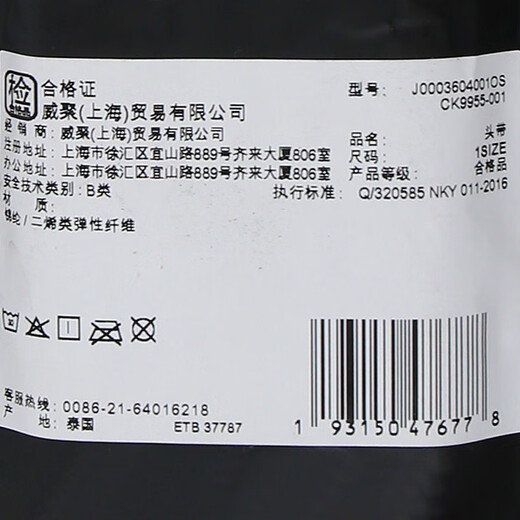 检
合格证
威聚(上海)贸易有限公司
型号: J0003604001OS
CK9955-001
经销商: 威聚(上海)贸易有限公司
品名: 头带
注册地址: 上海市徐汇区宜山路889号齐来大厦806室
尺码: 1SIZE
办公地址: 上海市徐汇区宜山路889号齐来大厦806室
产品等级: 合格品
安全技术类别: B类
执行标准: Q/320585 NKY 011-2016
材质:
锦纶/二烯类弹性纤维
30
客服热线: 0086-21-64016218
产地: 泰国
ETB 37787
1 93150 47677 8